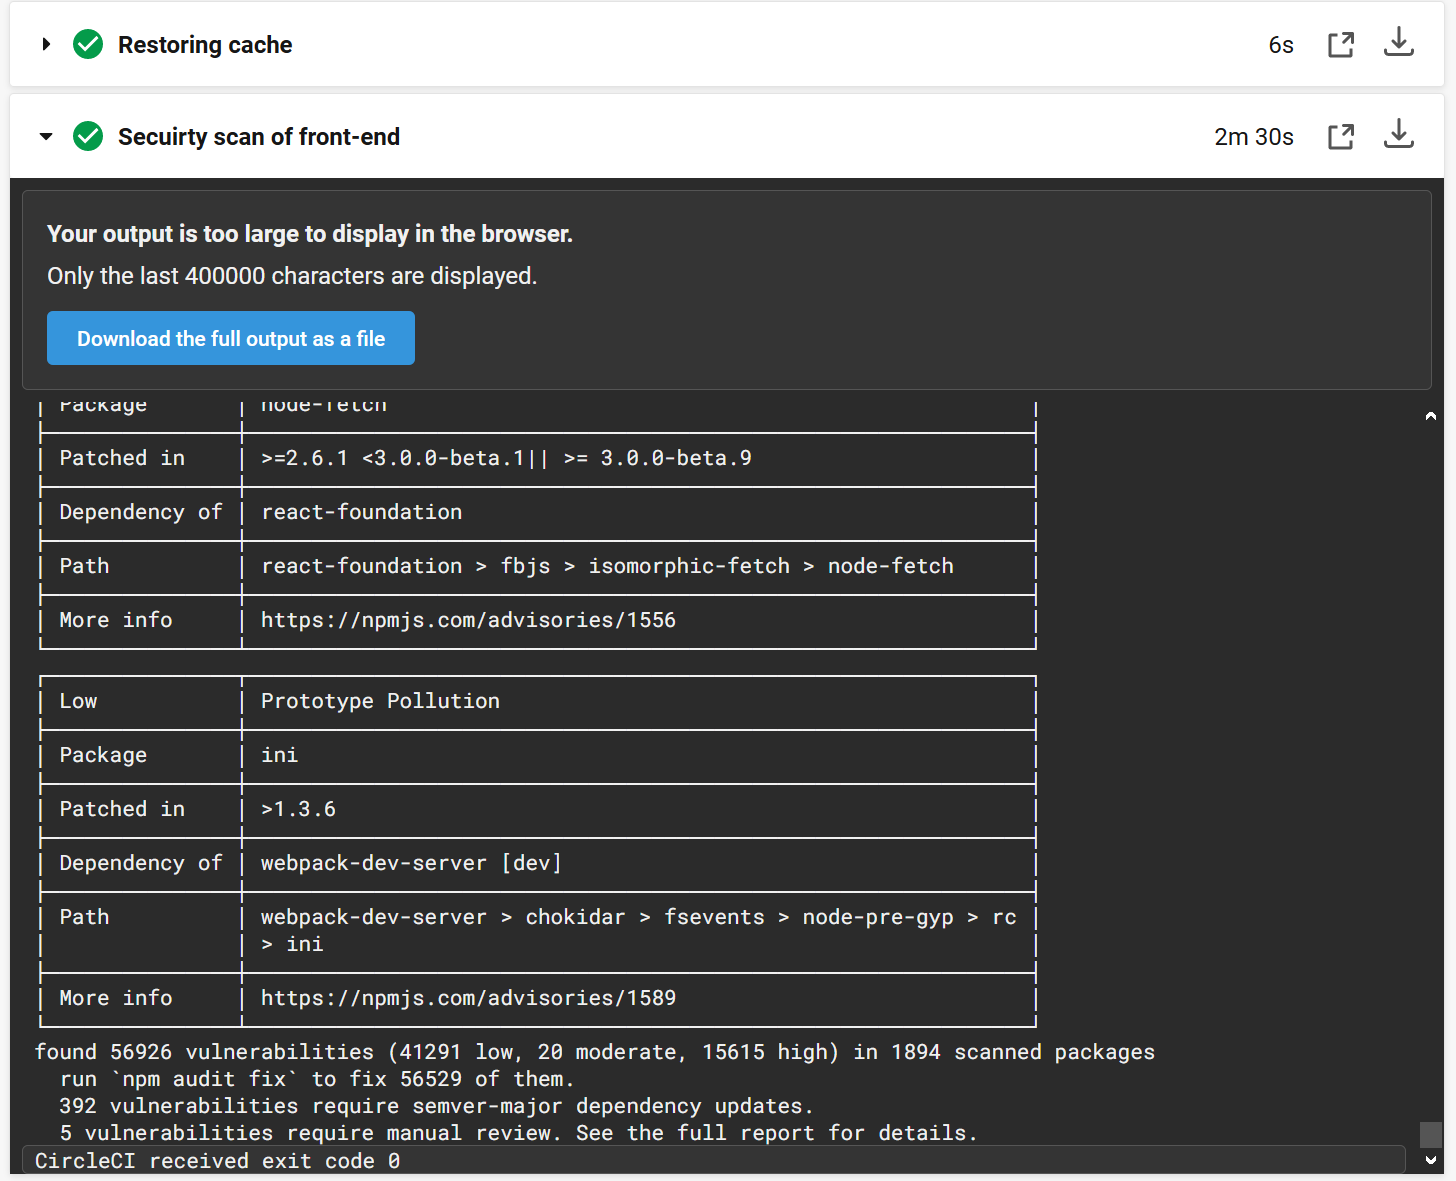 Restoring cache 6s
Secuirty scan of front-end 2m 30s
Your output is too large to display in the browser.
Only the last 400000 characters are displayed.
Download the full output as a file
Package node-fetch
Patched in >=2.6.1 <3.0.0-beta.1|| >= 3.0.0-beta.9
Dependency of react-foundation
Path react-foundation > fbjs > isomorphic-fetch > node-fetch
More info https://npmjs.com/advisories/1556
Low Prototype Pollution
Package ini
Patched in >1.3.6
Dependency of webpack-dev-server [dev]
Path webpack-dev-server > chokidar > fsevents > node-pre-gyp > rc
> ini
More info https://npmjs.com/advisories/1589
found 56926 vulnerabilities (41291 low, 20 moderate, 15615 high) in 1894 scanned packages
run `npm audit fix` to fix 56529 of them.
392 vulnerabilities require semver-major dependency updates.
5 vulnerabilities require manual review. See the full report for details.
CircleCI received exit code 0